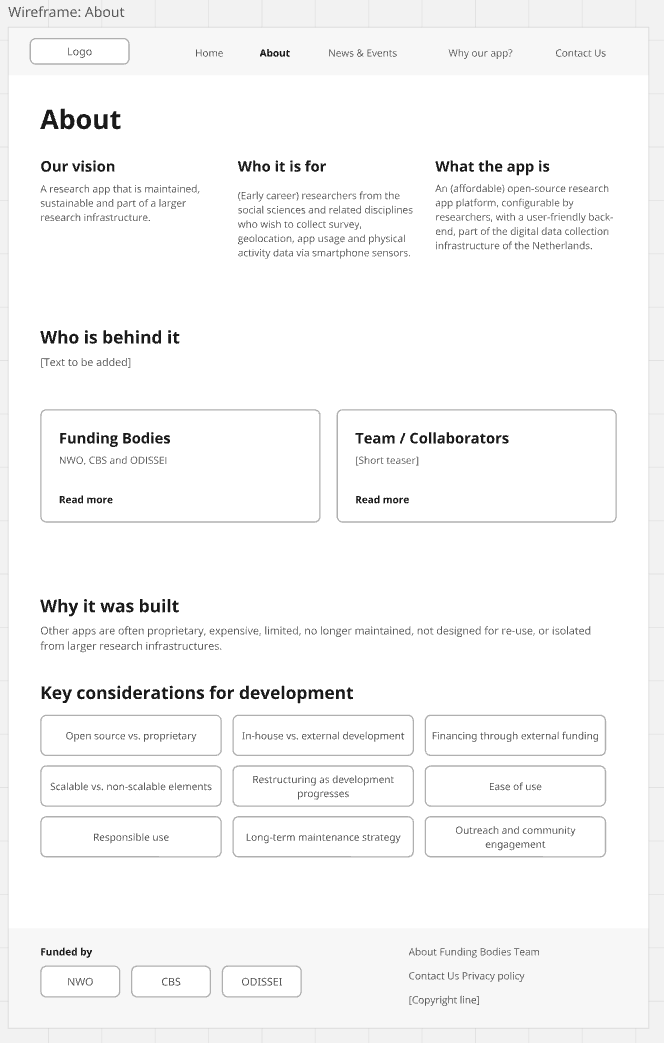 Wireframe: About
Logo
Home
About
News & Events
Why our app?
Contact Us
About
Our vision
A research app that is maintained,
sustainable and part of a larger
research infrastructure.
Who it is for
(Early career) researchers from the
social sciences and related disciplines
who wish to collect survey,
geolocation, app usage and physical
activity data via smartphone sensors.
What the app is
An (affordable) open-source research
app platform, configurable by
researchers, with a user-friendly back-
end, part of the digital data collection
infrastructure of the Netherlands.
Who is behind it
[Text to be added]
Funding Bodies
NWO, CBS and ODISSEI
Read more
Team / Collaborators
[Short teaser]
Read more
Why it was built
Other apps are often proprietary, expensive, limited, no longer maintained, not designed for re-use, or isolated
from larger research infrastructures.
Key considerations for development
Open source vs. proprietary
In-house vs. external development
Financing through external funding
Scalable vs. non-scalable elements
Restructuring as development
progresses
Ease of use
Responsible use
Long-term maintenance strategy
Outreach and community
engagement
Funded by
NWO
CBS
ODISSEI
About Funding Bodies Team
Contact Us Privacy policy
[Copyright line]